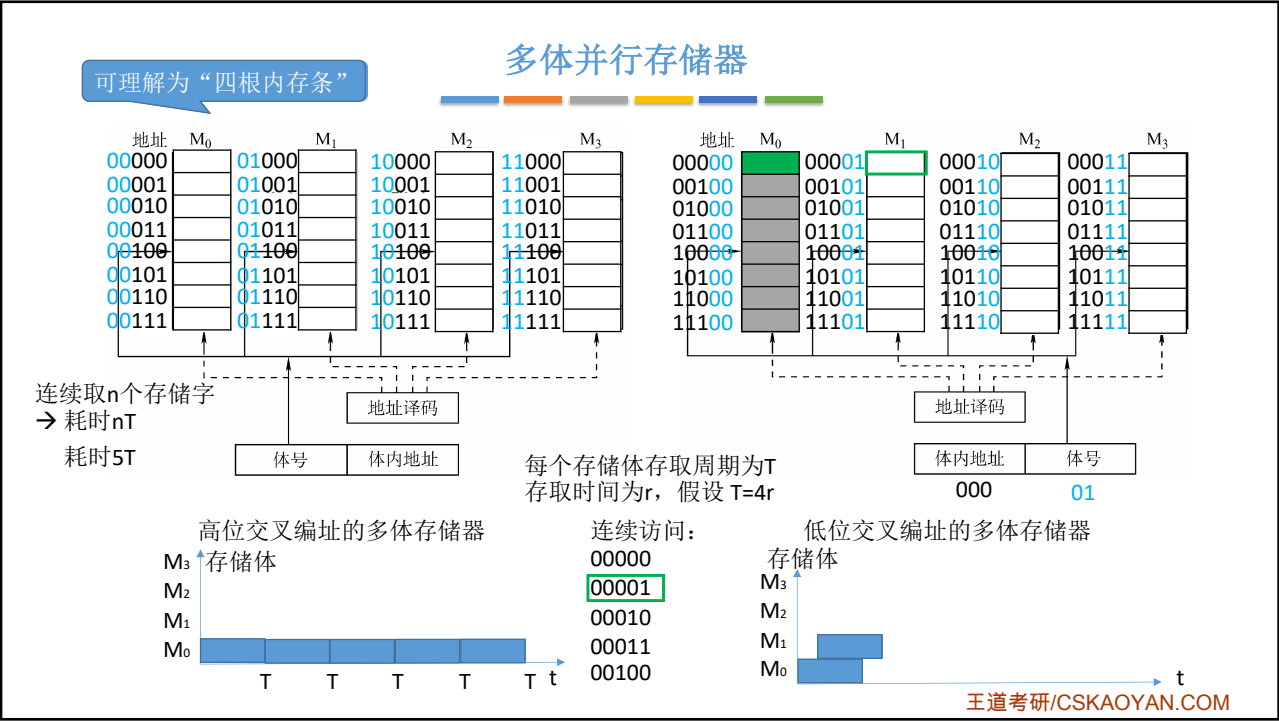 多体并行存储器
可理解为“四根内存条”
地址 M0 M1 M2 M3
00000 01000 10000 11000
00001 01001 10001 11001
00010 01010 10010 11010
00011 01011 10011 11011
00100 01100 10100 11100
00101 01101 10101 11101
00110 01110 10110 11110
00111 01111 10111 11111
地址译码
体号 体内地址
连续取n个存储字
→ 耗时nT
耗时5T
地址 M0 M1 M2 M3
00000 00001 00010 00011
00100 00101 00110 00111
01000 01001 01010 01011
01100 01101 01110 01111
10000 10001 10010 10011
10100 10101 10110 10111
11000 11001 11010 11011
11100 11101 11110 11111
地址译码
体内地址 体号
000 01
每个存储体存取周期为T
存取时间为r，假设 T=4r
高位交叉编址的多体存储器
存储体
M3
M2
M1
M0
T T T T T t
连续访问：
00000
00001
00010
00011
00100
低位交叉编址的多体存储器
存储体
M3
M2
M1
M0
t
王道考研/CSKAOYAN.COM